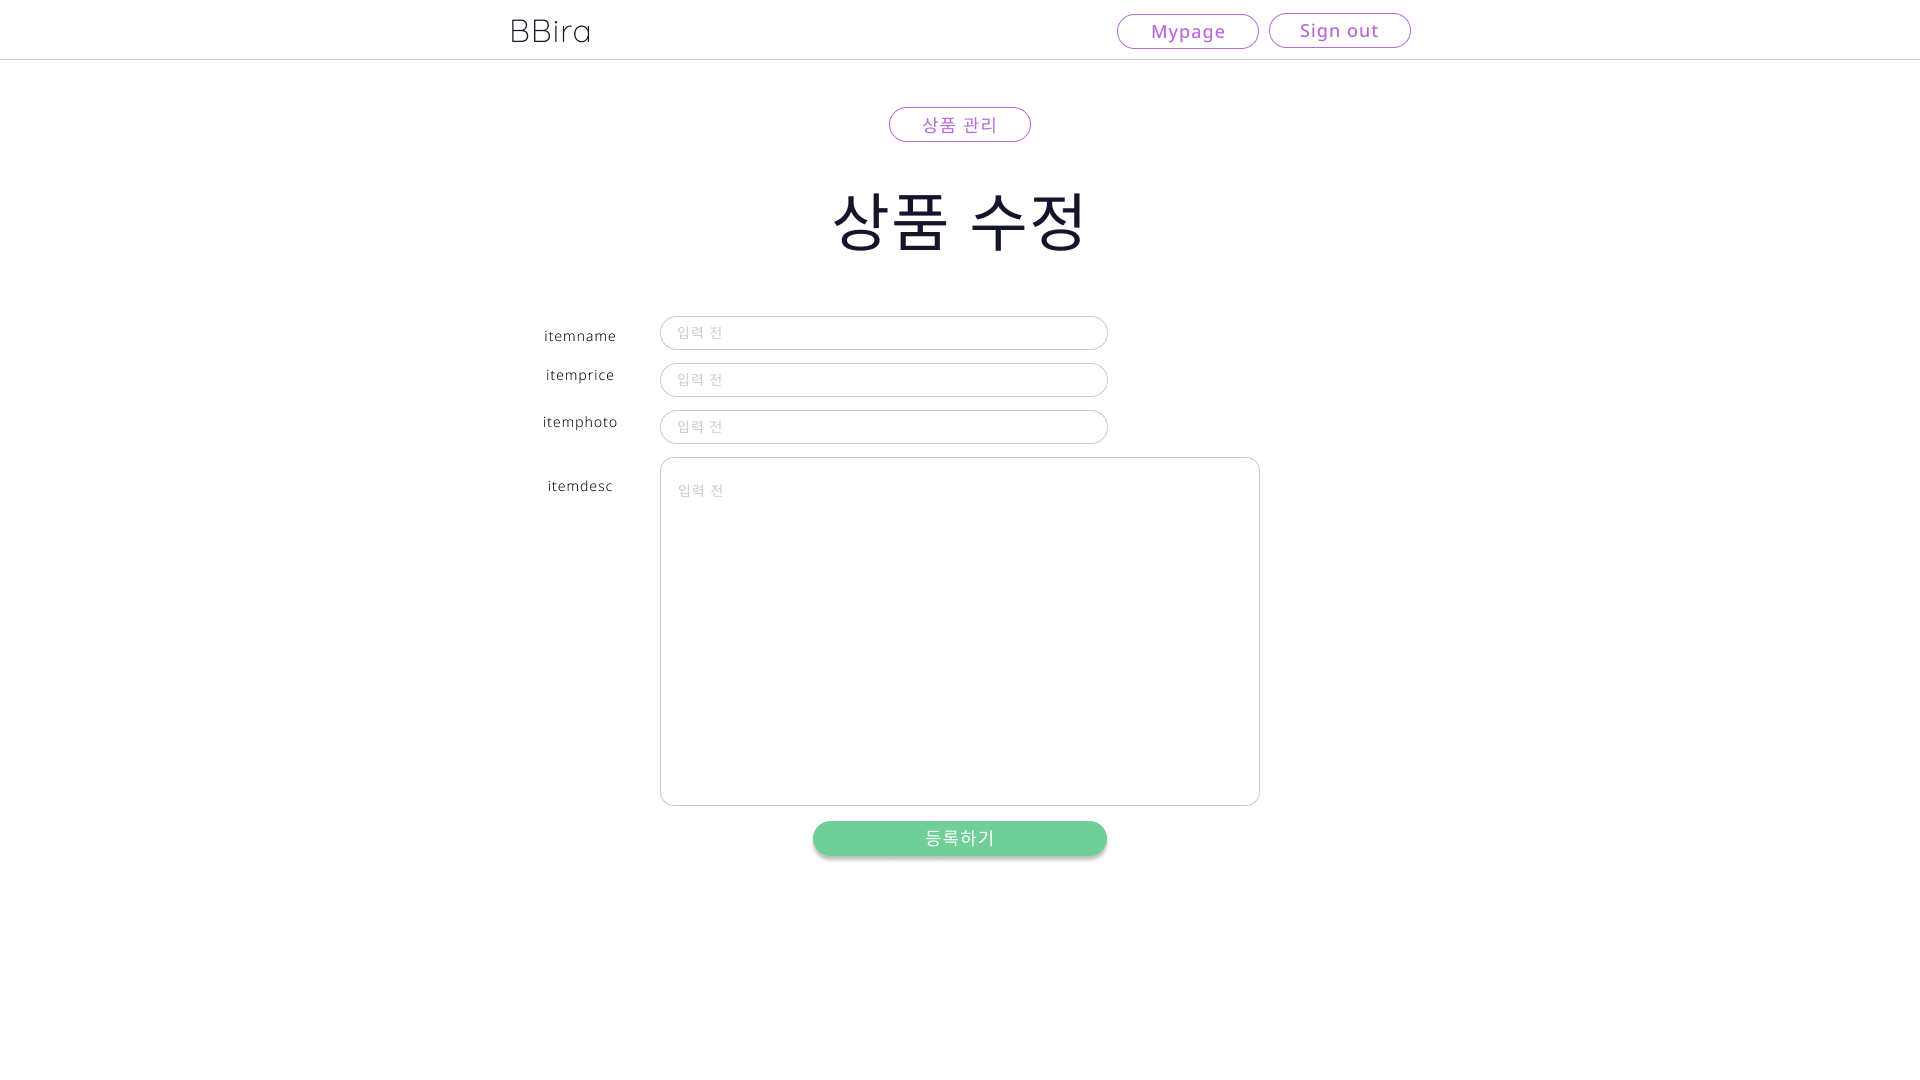 BBira
Mypage
Sign out
상품 관리
상품 수정
itemname
입력 전
itemprice
입력 전
itemphoto
입력 전
itemdesc
입력 전
등록하기